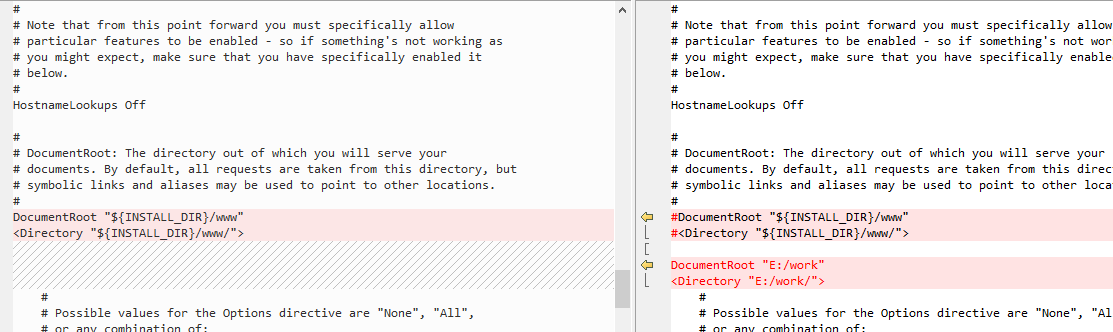 #
# Note that from this point forward you must specifically allow
# particular features to be enabled - so if something's not working as
# you might expect, make sure that you have specifically enabled it
# below.
#
HostnameLookups Off
#
# DocumentRoot: The directory out of which you will serve your
# documents. By default, all requests are taken from this directory, but
# symbolic links and aliases may be used to point to other locations.
#
DocumentRoot "${INSTALL_DIR}/www"
<Directory "${INSTALL_DIR}/www/">
#
# Possible values for the Options directive are "None", "All",
# or any combination of:
#
# Note that from this point forward you must specifically allow
# particular features to be enabled - so if something's not wor
# you might expect, make sure that you have specifically enable
# below.
#
HostnameLookups Off
#
# DocumentRoot: The directory out of which you will serve your
# documents. By default, all requests are taken from this direct
# symbolic links and aliases may be used to point to other locat
#
#DocumentRoot "${INSTALL_DIR}/www"
#<Directory "${INSTALL_DIR}/www/">
DocumentRoot "E:/work"
<Directory "E:/work/">
#
# Possible values for the Options directive are "None", "Al
# or any combination of: